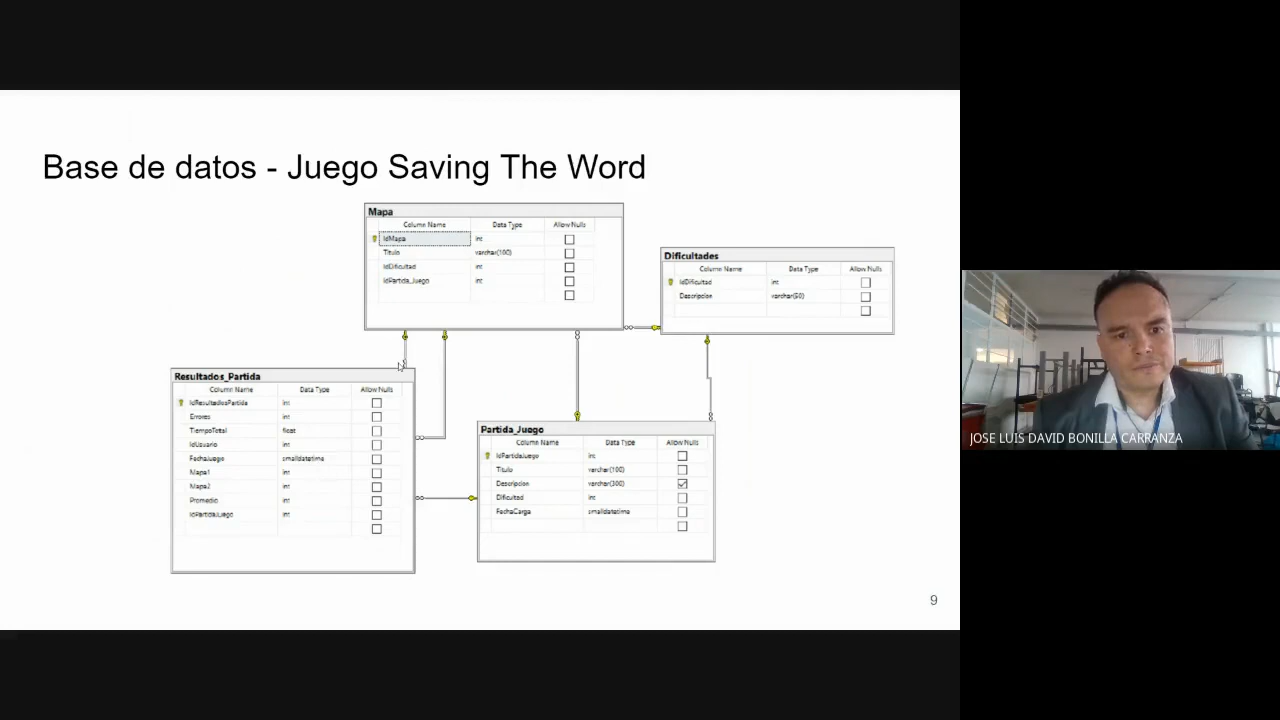 Base de datos - Juego Saving The Word
Mapa
Column Name Data Type Allow Nulls
IdMapa int
Titulo varchar(100)
IdDificultad int
IdPartida_Juego int
Dificultades
Column Name Data Type Allow Nulls
IdDificultad int
Descripcion varchar(50)
Resultados_Partida
Column Name Data Type Allow Nulls
IdResultadosPartida int
Errores int
TiempoTotal float
IdUsuario int
FechaJuego smalldatetime
Mapa1 int
Mapa2 int
Promedio int
IdPartidaJuego int
Partida_Juego
Column Name Data Type Allow Nulls
IdPartidaJuego int
Titulo varchar(100)
Descripcion varchar(300)
Dificultad int
FechaCarga smalldatetime
9
JOSE LUIS DAVID BONILLA CARRANZA